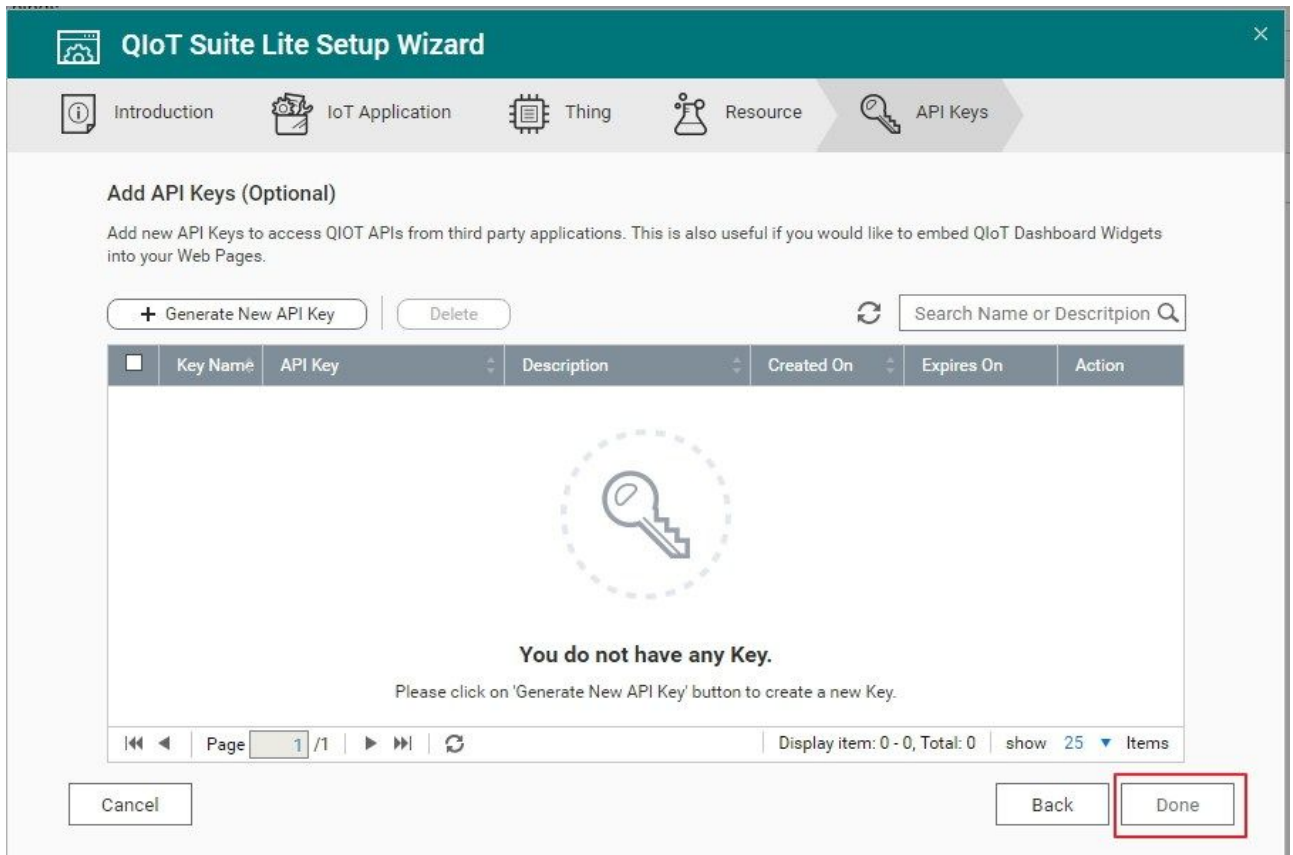 QIoT Suite Lite Setup Wizard
Introduction
IoT Application
Thing
Resource
API Keys
Add API Keys (Optional)
Add new API Keys to access QIOT APIs from third party applications. This is also useful if you would like to embed QIoT Dashboard Widgets
into your Web Pages.
+ Generate New API Key
Delete
Search Name or Descritpion
Key Name
API Key
Description
Created On
Expires On
Action
You do not have any Key.
Please click on 'Generate New API Key' button to create a new Key.
Page 1 /1
Display item: 0 - 0, Total: 0
show 25 Items
Cancel
Back
Done